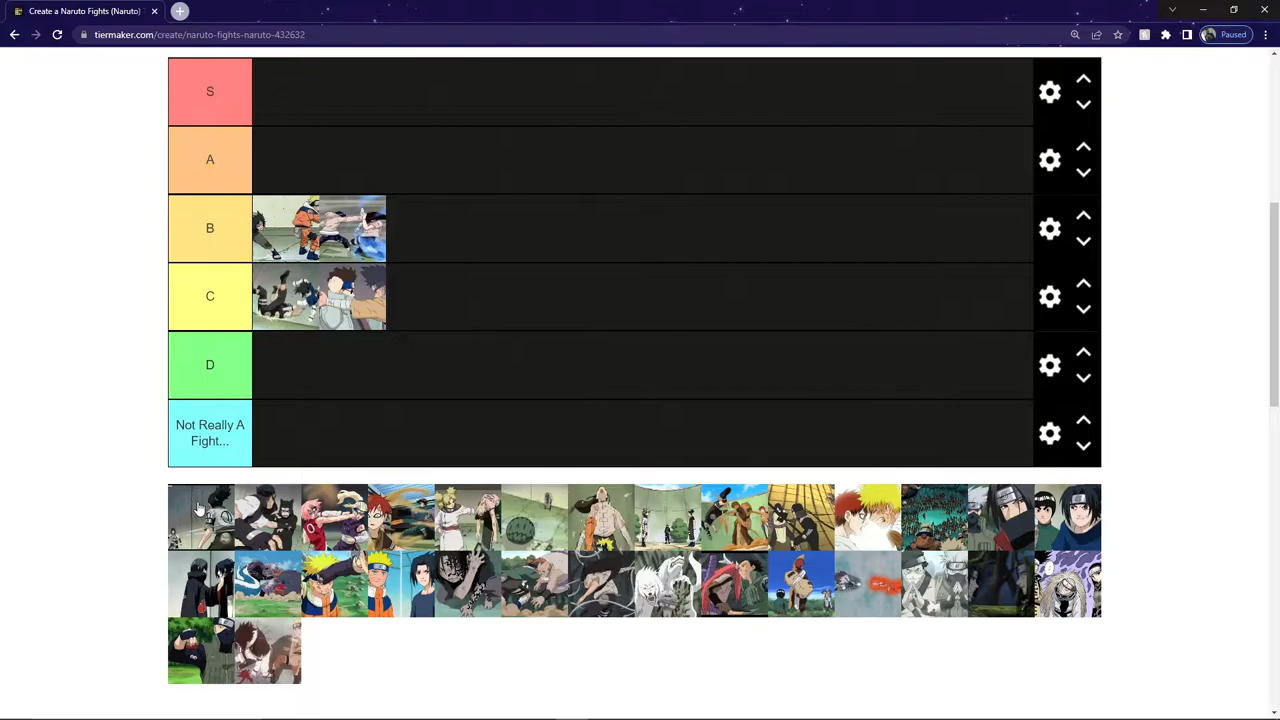 Create a Naruto Fights (Naruto)
tiermaker.com/create/naruto-fights-naruto-432632
Paused
S
A
B
C
D
Not Really A
Fight...